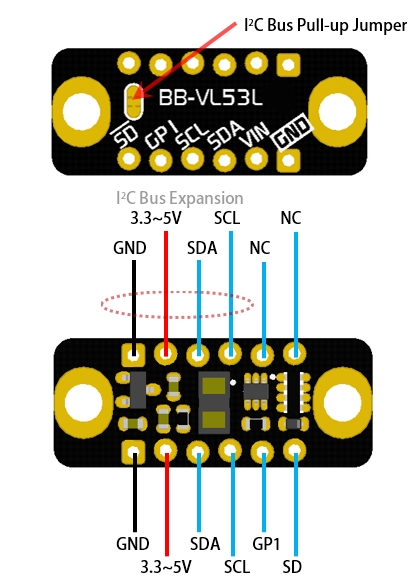 I²C Bus Pull-up Jumper
BB-VL53L
SD GP1 SCL SDA VIN GND
I²C Bus Expansion
3.3~5V SCL NC
GND SDA NC
GND SDA GP1
3.3~5V SCL SD